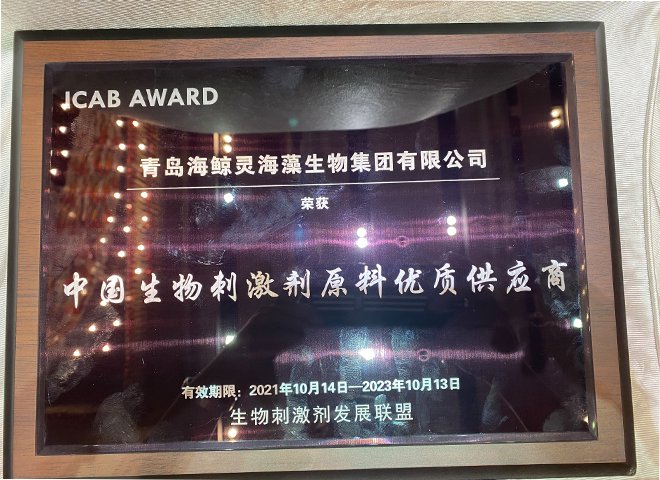 ICAB AWARD
青岛海鲸灵海藻生物集团有限公司
荣获
中国生物刺激剂原料优质供应商
有效期限：2021年10月14日—2023年10月13日
生物刺激剂发展联盟